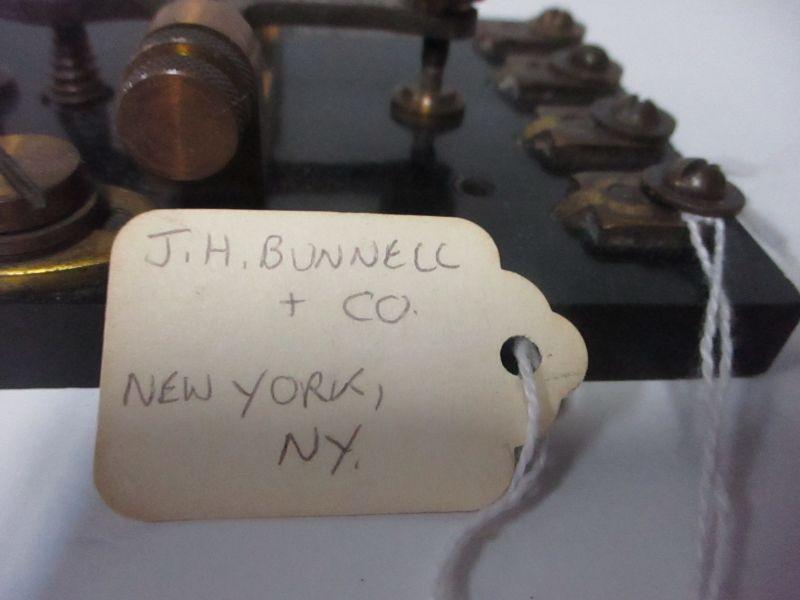 J.H. BUNNELL
+ CO.
NEW YORK,
NY.